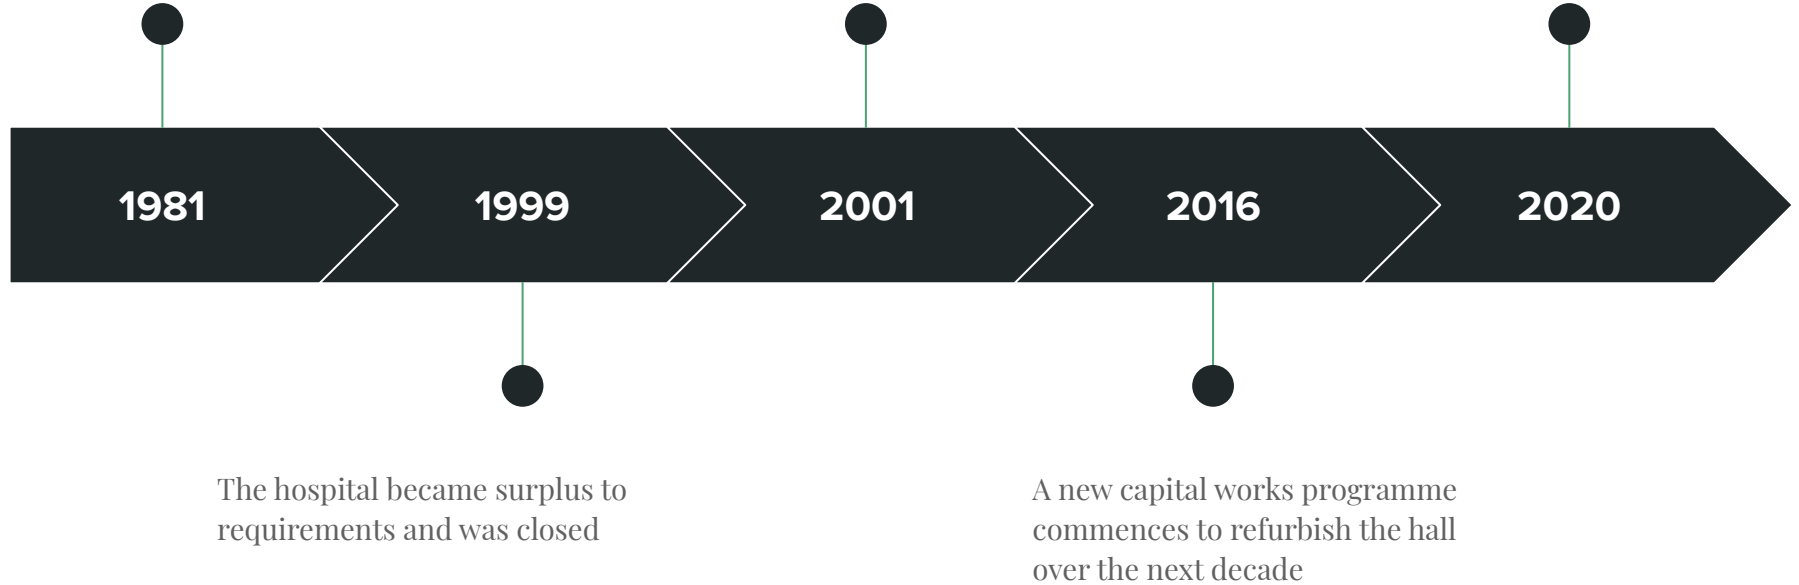 1981
1999
2001
2016
2020
The hospital became surplus to
requirements and was closed
A new capital works programme
commences to refurbish the hall
over the next decade